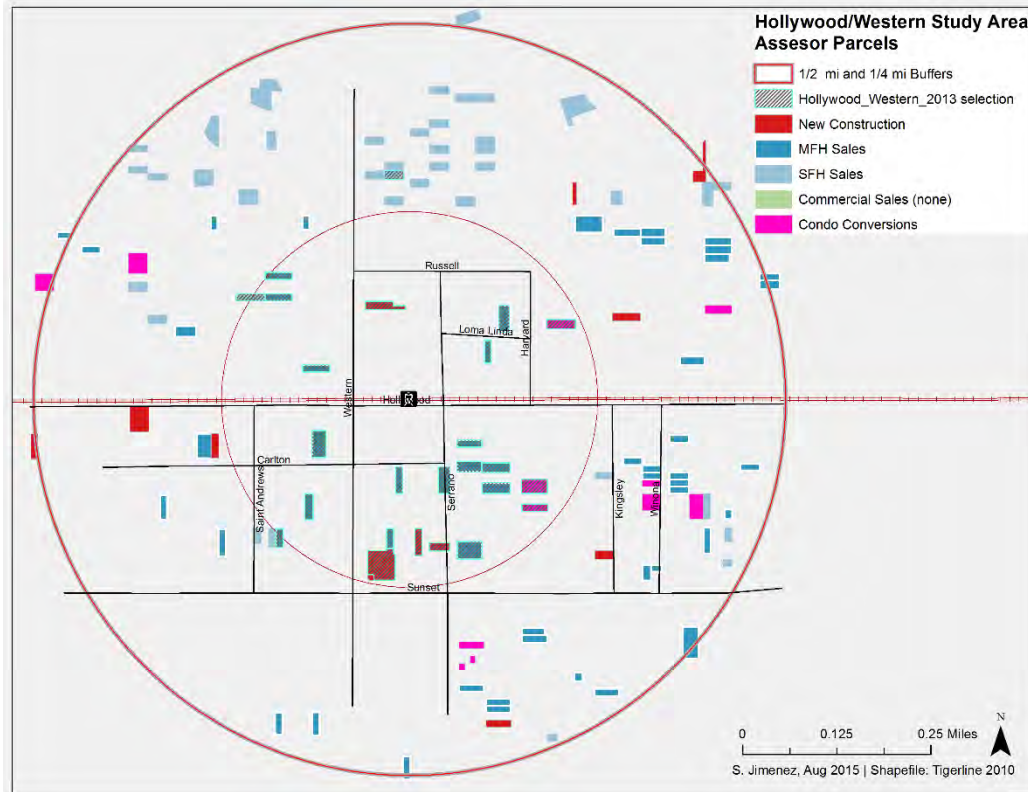 Hollywood/Western Study Area
Assesor Parcels
1/2 mi and 1/4 mi Buffers
Hollywood_Western_2013 selection
New Construction
MFH Sales
SFH Sales
Commercial Sales (none)
Condo Conversions
Russell
Loma Linda
Harvard
Western
Hollywood
Carlton
Saint Andrews
Serrano
Kingsley
Winona
Sunset
N
0 0.125 0.25 Miles
S. Jimenez, Aug 2015 | Shapefile: Tigerline 2010